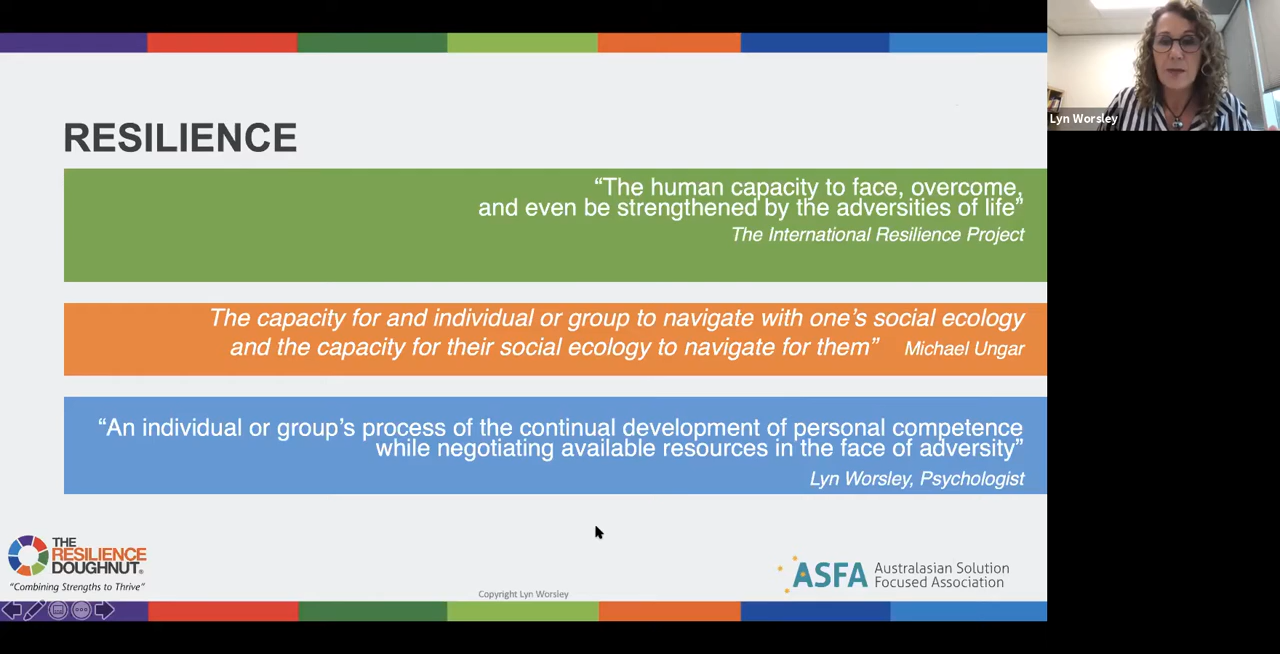 RESILIENCE
“The human capacity to face, overcome,
and even be strengthened by the adversities of life”
The International Resilience Project
The capacity for and individual or group to navigate with one’s social ecology
and the capacity for their social ecology to navigate for them” Michael Ungar
“An individual or group’s process of the continual development of personal competence
while negotiating available resources in the face of adversity”
Lyn Worsley, Psychologist
THE
RESILIENCE
DOUGHNUT
“Combining Strengths to Thrive”
Copyright Lyn Worsley
ASFA Australasian Solution
Focused Association
Lyn Worsley